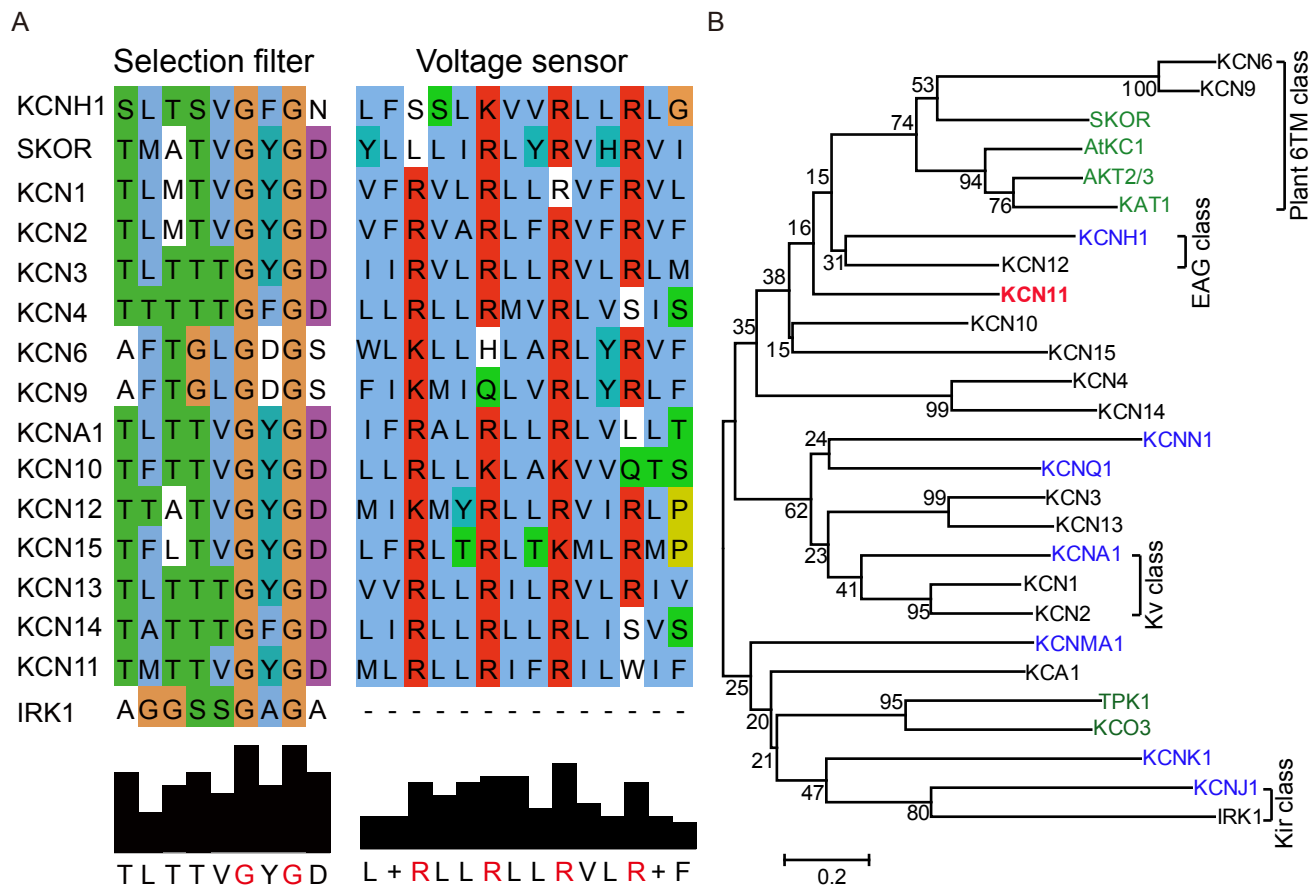 A
Selection filter Voltage sensor
KCNH1 S L T S V G F G N L F S S L K V V R L L R L G
SKOR T M A T V G Y G D Y L L L I R L Y R V H R V I
KCN1 T L M T V G Y G D V F R V L R L L R V F R V L
KCN2 T L M T V G Y G D V F R V A R L F R V F R V F
KCN3 T L T T T G Y G D I I R V L R L L R V L R L M
KCN4 T T T T T G F G D L L R L L R M V R L V S I S
KCN6 A F T G L G D G S W L K L L H L A R L Y R V F
KCN9 A F T G L G D G S F I K M I Q L V R L Y R L F
KCNA1 T L T T V G Y G D I F R A L R L L R L V L L T
KCN10 T F T T V G Y G D L L R L L K L A K V V Q T S
KCN12 T T A T V G Y G D M I K M Y R L L R V I R L P
KCN15 T F L T V G Y G D L F R L T R L T K M L R M P
KCN13 T L T T T G Y G D V V R L L R I L R V L R I V
KCN14 T A T T T G F G D L I R L L R L L R L I S V S
KCN11 T M T T V G Y G D M L R L L R I F R I L W I F
IRK1 A G G S S G A G A - - - - - - - - - - - - - -
T L T T V G Y G D L + R L L R L L R V L R + F
B
KCN6
KCN9
SKOR
AtKC1
AKT2/3
KAT1
KCNH1
KCN12
KCN11
KCN10
KCN15
KCN4
KCN14
KCNN1
KCNQ1
KCN3
KCN13
KCNA1
KCN1
KCN2
KCNMA1
KCA1
TPK1
KCO3
KCNK1
KCNJ1
IRK1
Plant 6TM class
EAG class
Kv class
Kir class
53
100
74
94
76
15
16
31
38
35
15
99
24
62
99
23
41
95
25
20
95
21
47
80
0.2